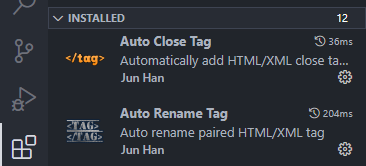 INSTALLED 12
Auto Close Tag 36ms
</tag> Automatically add HTML/XML close ta...
Jun Han
Auto Rename Tag 204ms
<TAG>
</TAG> Auto rename paired HTML/XML tag
Jun Han